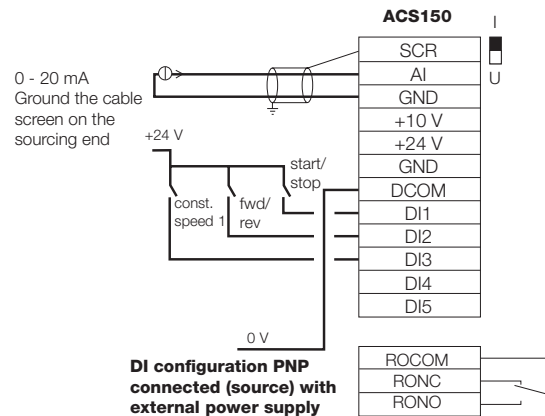 ACS150
I
U
SCR
AI
GND
+10 V
+24 V
GND
DCOM
DI1
DI2
DI3
DI4
DI5
0 - 20 mA
Ground the cable
screen on the
sourcing end
+24 V
start/
stop
const.
speed 1
fwd/
rev
0 V
DI configuration PNP
connected (source) with
external power supply
ROCOM
RONC
RONO